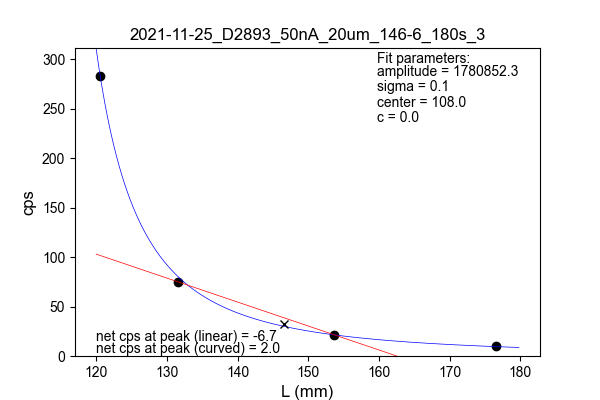 2021-11-25_D2893_50nA_20um_146-6_180s_3
Fit parameters:
amplitude = 1780852.3
sigma = 0.1
center = 108.0
c = 0.0
300
250
200
150
100
50
0
cps
net cps at peak (linear) = -6.7
net cps at peak (curved) = 2.0
120 130 140 150 160 170 180
L (mm)